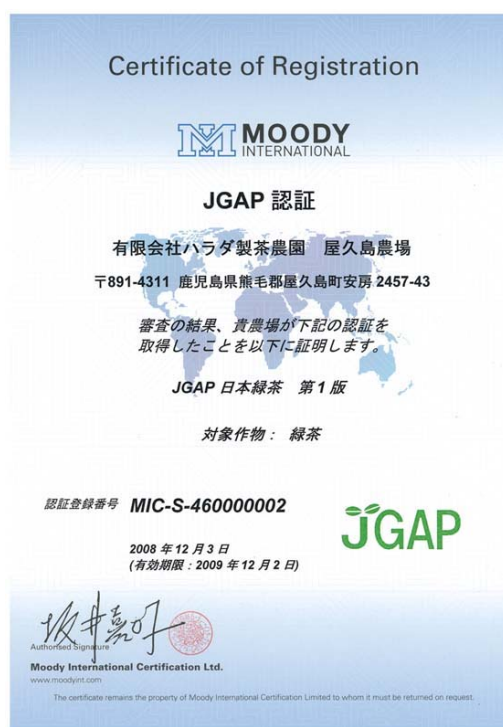 Certificate of Registration
MOODY
INTERNATIONAL
JGAP 認証
有限会社ハラダ製茶農園　屋久島農場
〒891-4311 鹿児島県熊毛郡屋久島町安房 2457-43
審査の結果、貴農場が下記の認証を
取得したことを以下に証明します。
JGAP 日本緑茶　第1版
対象作物： 緑茶
認証登録番号 MIC-S-460000002
JGAP
2008 年 12 月 3 日
(有効期限：2009 年 12 月 2 日)
Authorised Signature
Moody International Certification Ltd.
www.moodyint.com
The certificate remains the property of Moody International Certification Limited to whom it must be returned on request.